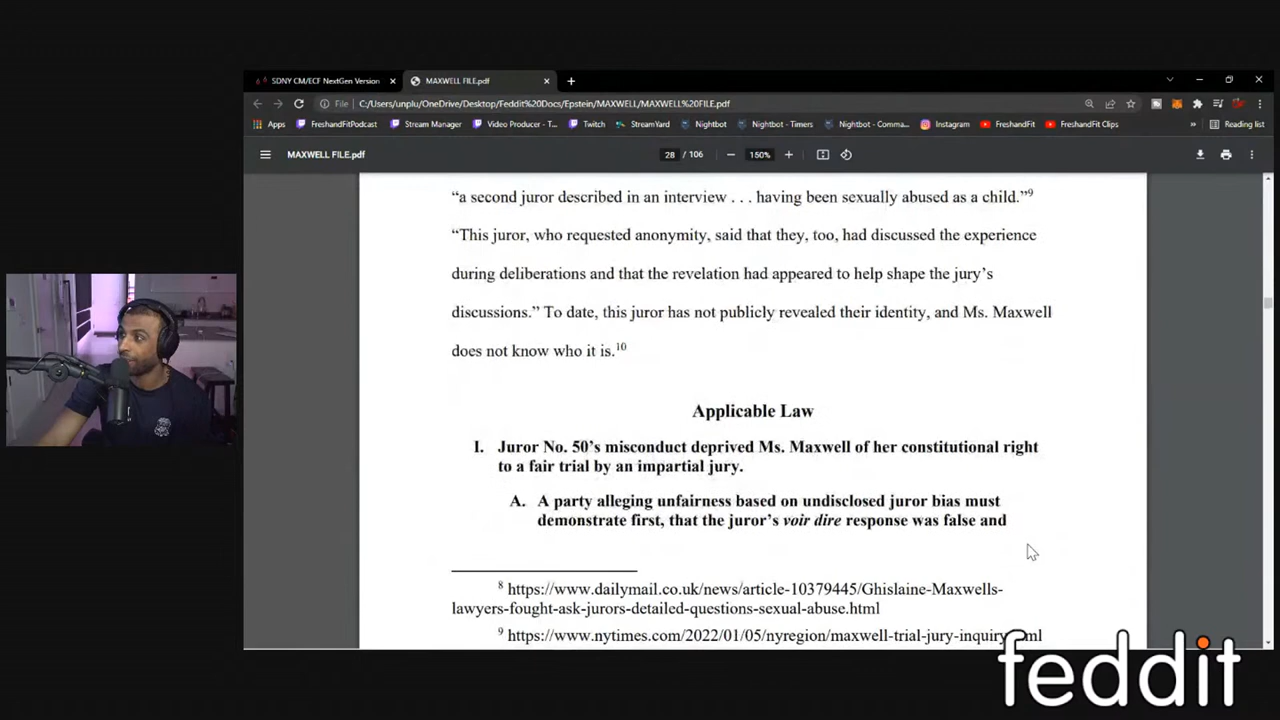 SDNY CM/ECF NextGen Version
MAXWELL FILE.pdf
File
C:/Users/unplu/OneDrive/Desktop/Feddit%20Docs/Epstein/MAXWELL/MAXWELL%20FILE.pdf
Apps
FreshandFitPodcast
Stream Manager
Video Producer - T...
Twitch
StreamYard
Nightbot
Nightbot - Timers
Nightbot - Comma...
Instagram
FreshandFit
FreshandFit Clips
»
Reading list
MAXWELL FILE.pdf
28 / 106
150%
“a second juror described in an interview . . . having been sexually abused as a child.”9
“This juror, who requested anonymity, said that they, too, had discussed the experience
during deliberations and that the revelation had appeared to help shape the jury’s
discussions.” To date, this juror has not publicly revealed their identity, and Ms. Maxwell
does not know who it is.10
Applicable Law
I. Juror No. 50’s misconduct deprived Ms. Maxwell of her constitutional right
to a fair trial by an impartial jury.
A. A party alleging unfairness based on undisclosed juror bias must
demonstrate first, that the juror’s voir dire response was false and
8 https://www.dailymail.co.uk/news/article-10379445/Ghislaine-Maxwells-
lawyers-fought-ask-jurors-detailed-questions-sexual-abuse.html
9 https://www.nytimes.com/2022/01/05/nyregion/maxwell-trial-jury-inquiry
feddit